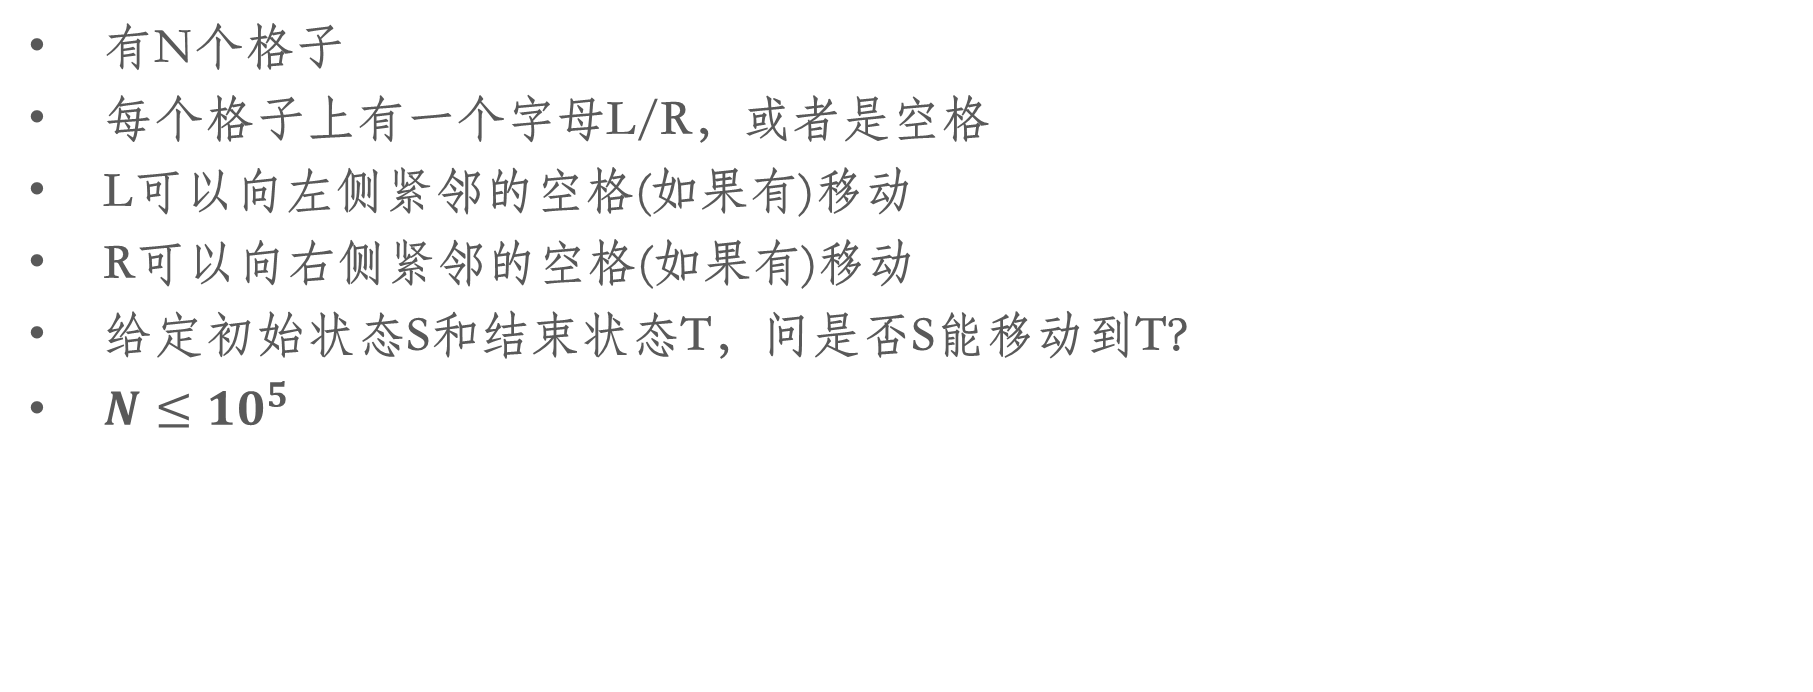 • 有N个格子
• 每个格子上有一个字母L/R，或者是空格
• L可以向左侧紧邻的空格(如果有)移动
• R可以向右侧紧邻的空格(如果有)移动
• 给定初始状态S和结束状态T，问是否S能移动到T?
• N ≤ 10⁵